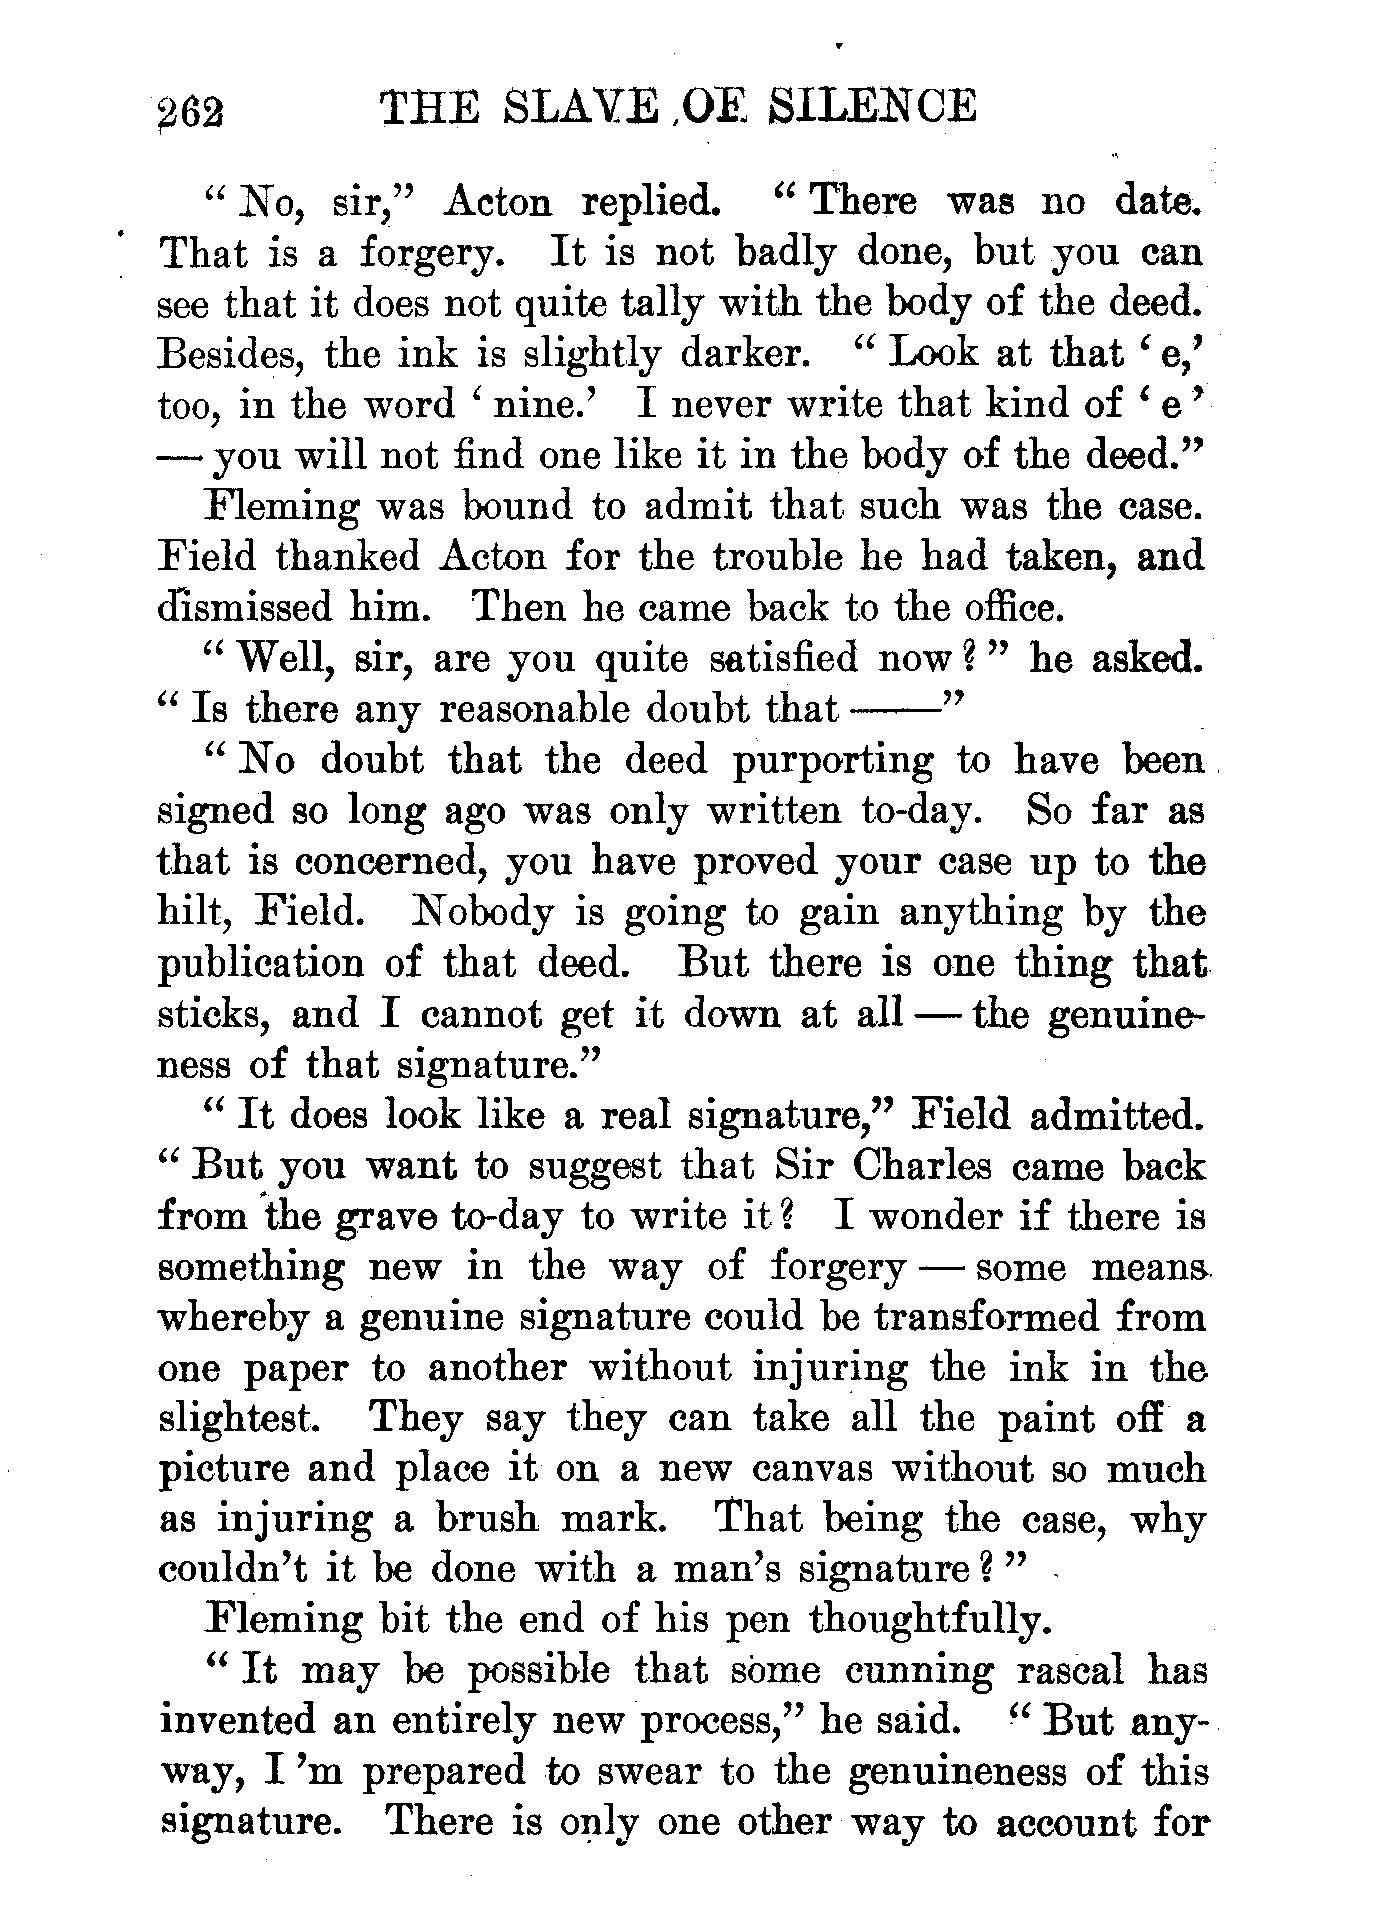 262 THE SLAVE OF SILENCE
“ No, sir,” Acton replied. “ There was no date.
That is a forgery. It is not badly done, but you can
see that it does not quite tally with the body of the deed.
Besides, the ink is slightly darker. “ Look at that ‘ e,’
too, in the word ‘ nine.’ I never write that kind of ‘ e ’
— you will not find one like it in the body of the deed.”
Fleming was bound to admit that such was the case.
Field thanked Acton for the trouble he had taken, and
dismissed him. Then he came back to the office.
“ Well, sir, are you quite satisfied now ? ” he asked.
“ Is there any reasonable doubt that ——”
“ No doubt that the deed purporting to have been
signed so long ago was only written to-day. So far as
that is concerned, you have proved your case up to the
hilt, Field. Nobody is going to gain anything by the
publication of that deed. But there is one thing that
sticks, and I cannot get it down at all — the genuine-
ness of that signature.”
“ It does look like a real signature,” Field admitted.
“ But you want to suggest that Sir Charles came back
from the grave to-day to write it ? I wonder if there is
something new in the way of forgery — some means
whereby a genuine signature could be transformed from
one paper to another without injuring the ink in the
slightest. They say they can take all the paint off a
picture and place it on a new canvas without so much
as injuring a brush mark. That being the case, why
couldn’t it be done with a man’s signature ? ”
Fleming bit the end of his pen thoughtfully.
“ It may be possible that some cunning rascal has
invented an entirely new process,” he said. “ But any-
way, I ’m prepared to swear to the genuineness of this
signature. There is only one other way to account for